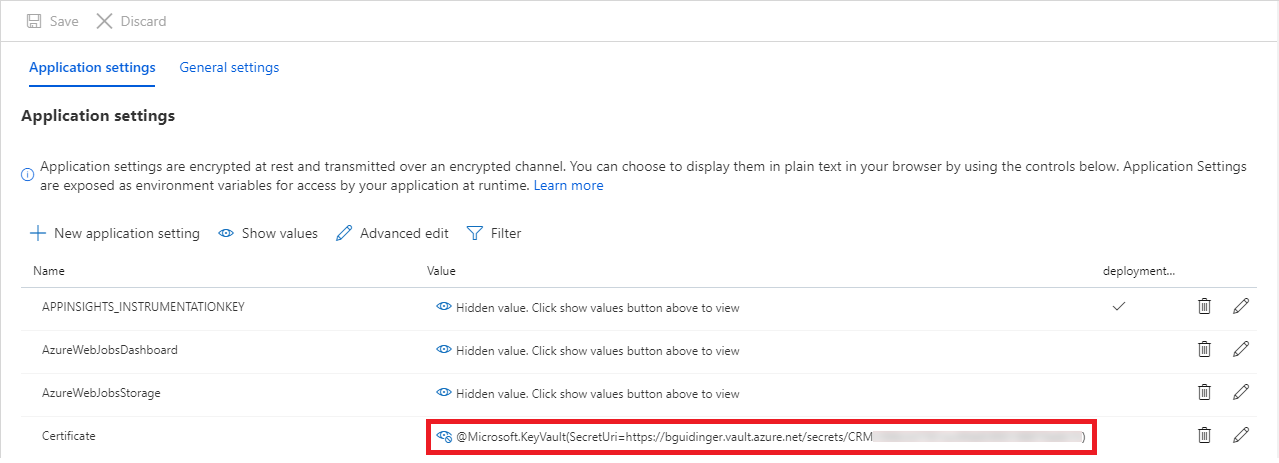 Save Discard
Application settings General settings
Application settings
Application settings are encrypted at rest and transmitted over an encrypted channel. You can choose to display them in plain text in your browser by using the controls below. Application Settings
are exposed as environment variables for access by your application at runtime. Learn more
New application setting Show values Advanced edit Filter
Name Value deployment...
APPINSIGHTS_INSTRUMENTATIONKEY Hidden value. Click show values button above to view
AzureWebJobsDashboard Hidden value. Click show values button above to view
AzureWebJobsStorage Hidden value. Click show values button above to view
Certificate @Microsoft.KeyVault(SecretUri=https://bguidinger.vault.azure.net/secrets/CRM )